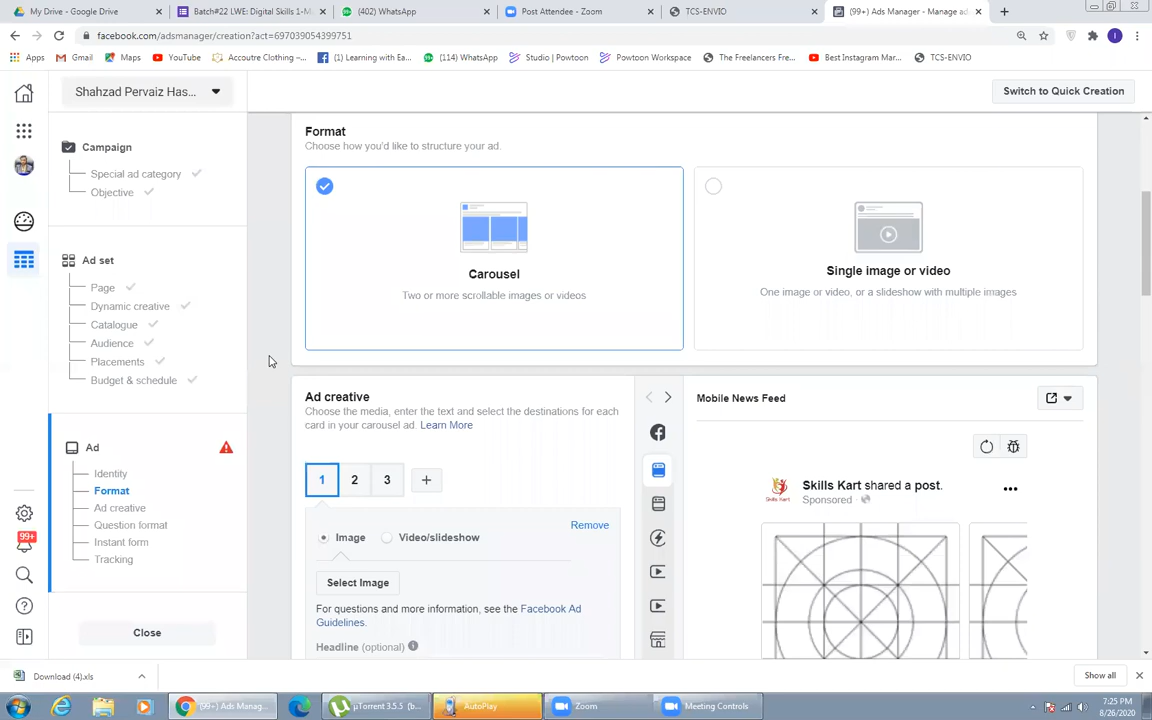 My Drive - Google Drive
Batch#22 LWE: Digital Skills 1-M
(402) WhatsApp
Post Attendee - Zoom
TCS-ENVIO
(99+) Ads Manager - Manage ad
facebook.com/adsmanager/creation?act=697039054399751
Apps
Gmail
Maps
YouTube
Accoutre Clothing –...
(1) Learning with Ea...
(114) WhatsApp
Studio | Powtoon
Powtoon Workspace
The Freelancers Fre...
Best Instagram Mar...
TCS-ENVIO
Shahzad Pervaiz Has...
Switch to Quick Creation
Campaign
Special ad category
Objective
Ad set
Page
Dynamic creative
Catalogue
Audience
Placements
Budget & schedule
Ad
Identity
Format
Ad creative
Question format
Instant form
Tracking
Close
99+
Format
Choose how you'd like to structure your ad.
Carousel
Two or more scrollable images or videos
Single image or video
One image or video, or a slideshow with multiple images
Ad creative
Choose the media, enter the text and select the destinations for each
card in your carousel ad. Learn More
1 2 3 +
Remove
Image Video/slideshow
Select Image
For questions and more information, see the Facebook Ad
Guidelines.
Headline (optional)
Mobile News Feed
Skills Kart shared a post.
Sponsored
Download (4).xls
Show all
(99+) Ads Manag...
µTorrent 3.5.5 (b...
AutoPlay
Zoom
Meeting Controls
7:25 PM
8/26/2020